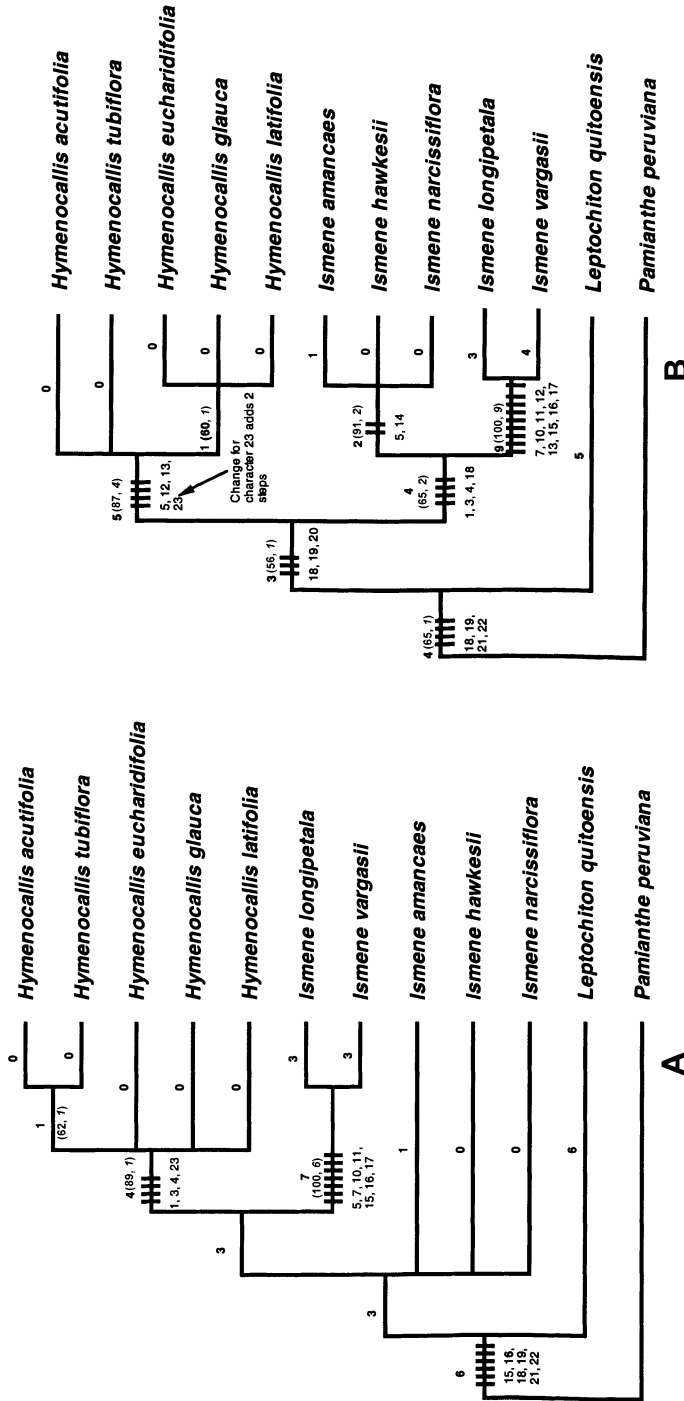 Hymenocallis acutifolia
Hymenocallis tubiflora
Hymenocallis eucharidifolia
Hymenocallis glauca
Hymenocallis latifolia
Ismene longipetala
Ismene vargasii
Ismene amancaes
Ismene hawkesii
Ismene narcissiflora
Leptochiton quitoensis
Pamianthe peruviana
0
0
0
0
0
3
3
1
0
0
6
1
(62, 1)
4 (89, 1)
1, 3, 4, 23
7
(100, 6)
5, 7, 10, 11,
15, 16, 17
3
3
6
15, 16,
18, 19,
21, 22
A
Hymenocallis acutifolia
Hymenocallis tubiflora
Hymenocallis eucharidifolia
Hymenocallis glauca
Hymenocallis latifolia
Ismene amancaes
Ismene hawkesii
Ismene narcissiflora
Ismene longipetala
Ismene vargasii
Leptochiton quitoensis
Pamianthe peruviana
0
0
0
0
0
1
0
0
3
4
5
5 (87, 4)
5, 12, 13,
23
Change for
character 23 adds 2
steps
1 (60, 1)
2 (91, 2)
5, 14
9 (100, 9)
7, 10, 11, 12,
13, 15, 16, 17
4
(65, 2)
1, 3, 4, 18
3 (56, 1)
18, 19, 20
4 (65, 1)
18, 19,
21, 22
B